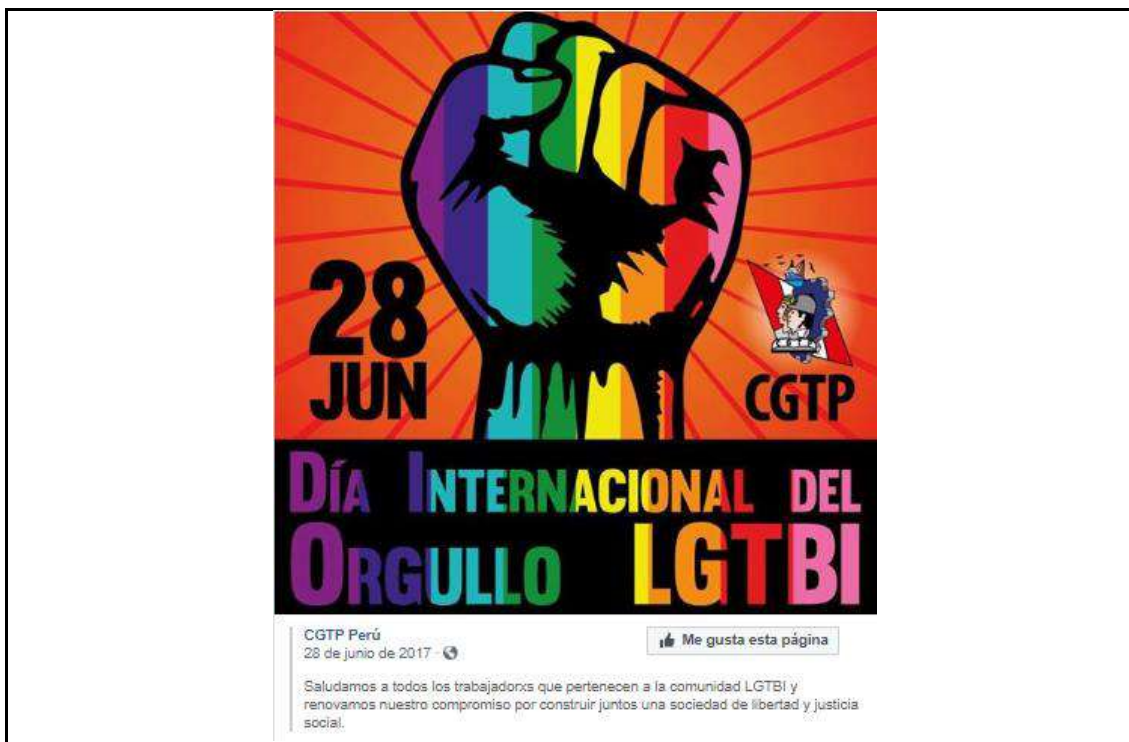 28
JUN
CGTP
DÍA INTERNACIONAL DEL
ORGULLO LGTBI
CGTP Perú
Me gusta esta página
28 de junio de 2017
Saludamos a todos los trabajadorxs que pertenecen a la comunidad LGTBI y
renovamos nuestro compromiso por construir juntos una sociedad de libertad y justicia
social.